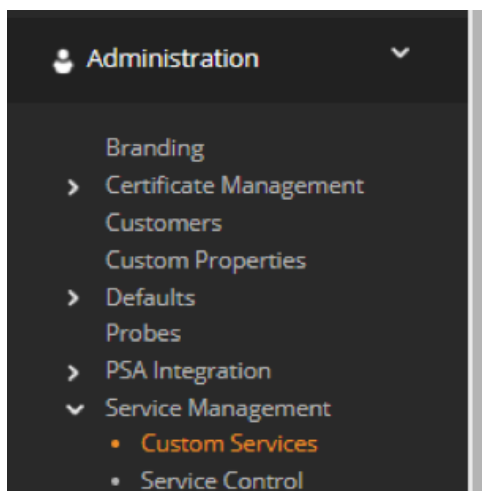 Administration
Branding
Certificate Management
Customers
Custom Properties
Defaults
Probes
PSA Integration
Service Management
Custom Services
Service Control